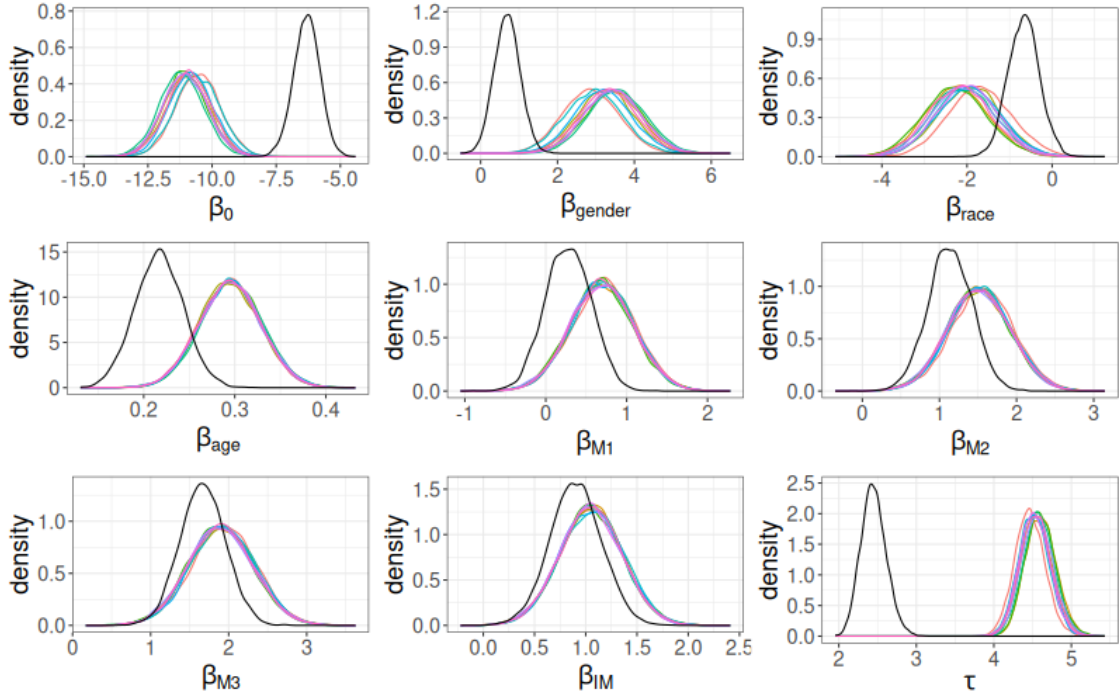 0.8
0.6
0.4
0.2
0.0
density
-15.0 -12.5 -10.0 -7.5 -5.0
β0
1.2
0.9
0.6
0.3
0.0
density
0 2 4 6
βgender
0.9
0.6
0.3
0.0
density
-4 -2 0
βrace
15
10
5
0
density
0.2 0.3 0.4
βage
1.0
0.5
0.0
density
-1 0 1 2
βM1
1.0
0.5
0.0
density
0 1 2 3
βM2
1.0
0.5
0.0
density
0 1 2 3
βM3
1.5
1.0
0.5
0.0
density
0.0 0.5 1.0 1.5 2.0 2.5
βIM
2.5
2.0
1.5
1.0
0.5
0.0
density
2 3 4 5
τ